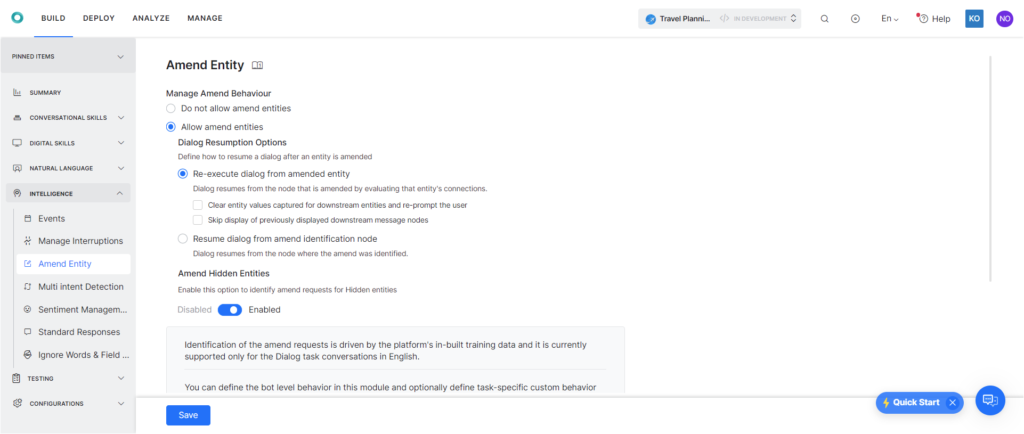 BUILD DEPLOY ANALYZE MANAGE Travel Planni... IN DEVELOPMENT En Help KO NO
PINNED ITEMS
SUMMARY
CONVERSATIONAL SKILLS
DIGITAL SKILLS
NATURAL LANGUAGE
INTELLIGENCE
Events
Manage Interruptions
Amend Entity
Multi intent Detection
Sentiment Managem...
Standard Responses
Ignore Words & Field ...
TESTING
CONFIGURATIONS
Amend Entity
Manage Amend Behaviour
Do not allow amend entities
Allow amend entities
Dialog Resumption Options
Define how to resume a dialog after an entity is amended
Re-execute dialog from amended entity
Dialog resumes from the node that is amended by evaluating that entity's connections.
Clear entity values captured for downstream entities and re-prompt the user
Skip display of previously displayed downstream message nodes
Resume dialog from amend identification node
Dialog resumes from the node where the amend was identified.
Amend Hidden Entities
Enable this option to identify amend requests for Hidden entities
Disabled Enabled
Identification of the amend requests is driven by the platform's in-built training data and it is currently
supported only for the Dialog task conversations in English.
You can define the bot level behavior in this module and optionally define task-specific custom behavior
Save
Quick Start